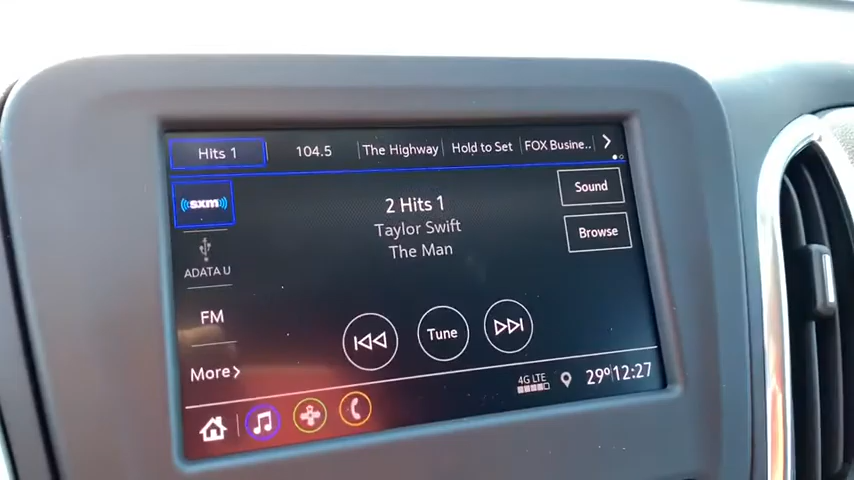 Hits 1 104.5 The Highway Hold to Set FOX Busine..
sxm
Sound
2 Hits 1
Taylor Swift
Browse
The Man
ADATA U
FM
Tune
More
4G LTE 29° 12:27